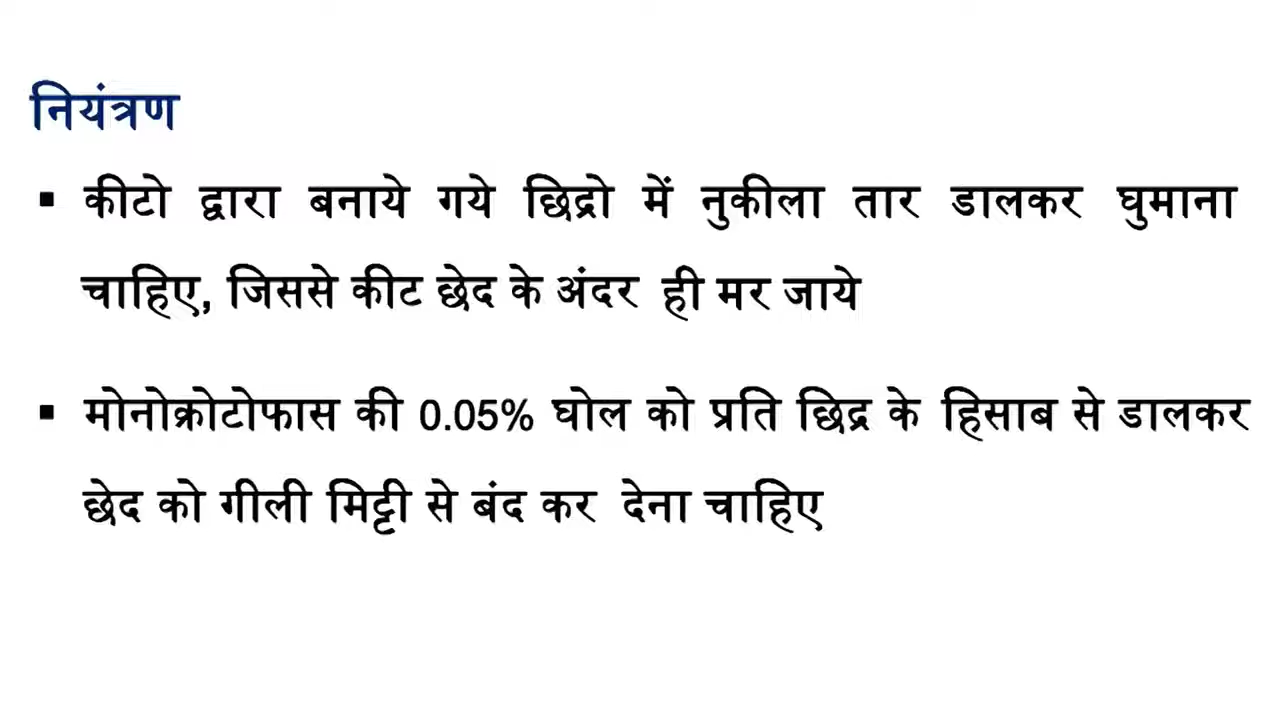 नियंत्रण
▪ कीटो द्वारा बनाये गये छिद्रो में नुकीला तार डालकर घुमाना
चाहिए, जिससे कीट छेद के अंदर ही मर जाये
▪ मोनोक्रोटोफास की 0.05% घोल को प्रति छिद्र के हिसाब से डालकर
छेद को गीली मिट्टी से बंद कर देना चाहिए